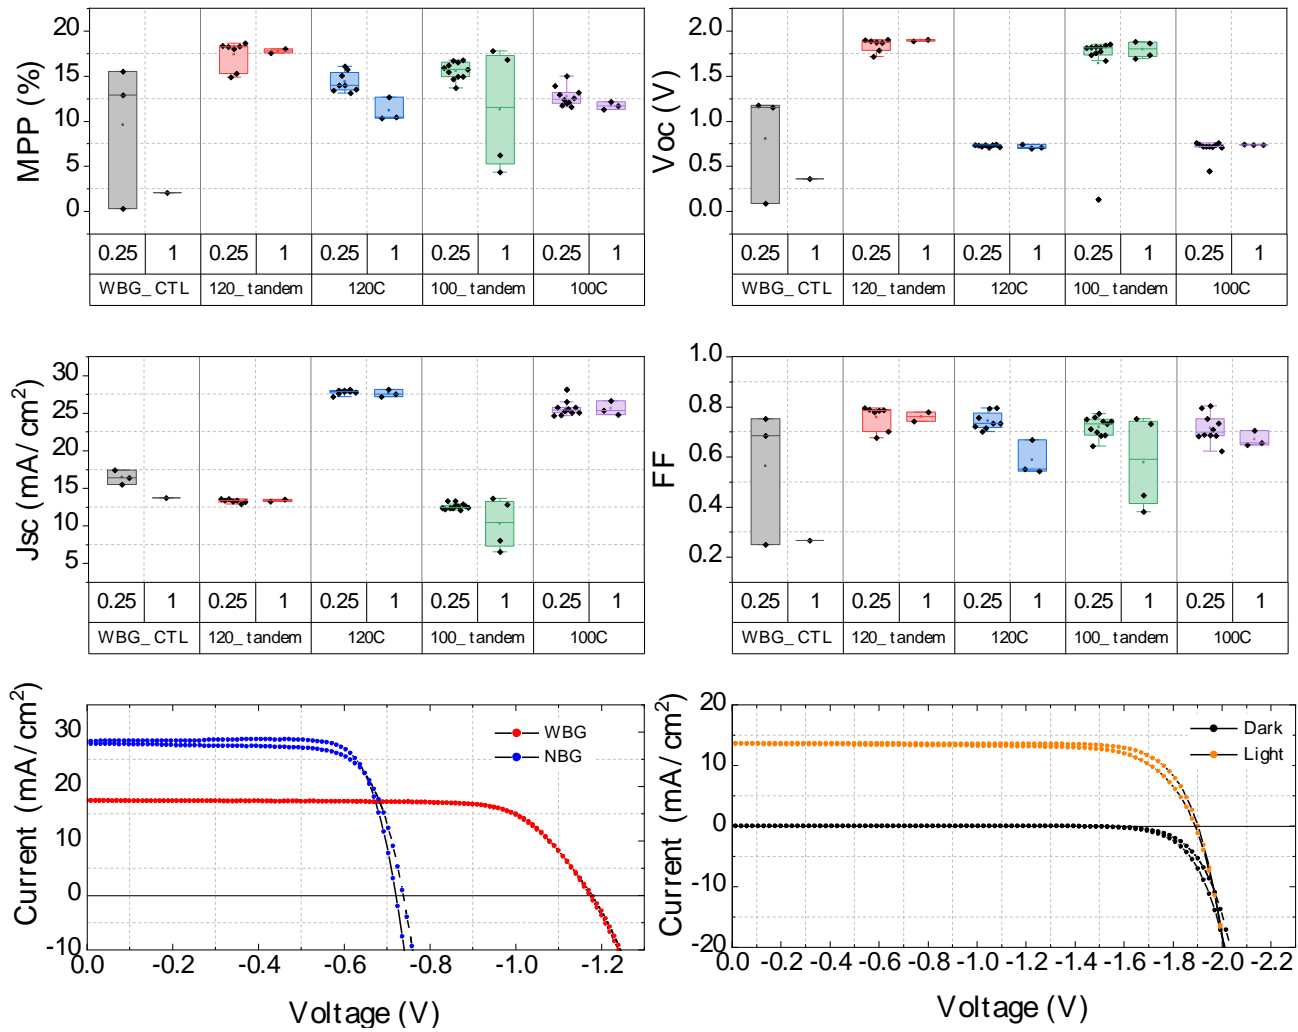 MPP (%)
20
15
10
5
0
0.25 1 0.25 1 0.25 1 0.25 1 0.25 1
WBG_CTL 120_tandem 120C 100_tandem 100C
Voc (V)
2.0
1.5
1.0
0.5
0.0
0.25 1 0.25 1 0.25 1 0.25 1 0.25 1
WBG_CTL 120_tandem 120C 100_tandem 100C
Jsc (mA/cm²)
30
25
20
15
10
5
0.25 1 0.25 1 0.25 1 0.25 1 0.25 1
WBG_CTL 120_tandem 120C 100_tandem 100C
FF
1.0
0.8
0.6
0.4
0.2
0.25 1 0.25 1 0.25 1 0.25 1 0.25 1
WBG_CTL 120_tandem 120C 100_tandem 100C
Current (mA/cm²)
30
20
10
0
-10
WBG
NBG
0.0 -0.2 -0.4 -0.6 -0.8 -1.0 -1.2
Voltage (V)
Current (mA/cm²)
20
10
0
-10
-20
Dark
Light
0.0 -0.2 -0.4 -0.6 -0.8 -1.0 -1.2 -1.4 -1.6 -1.8 -2.0 -2.2
Voltage (V)